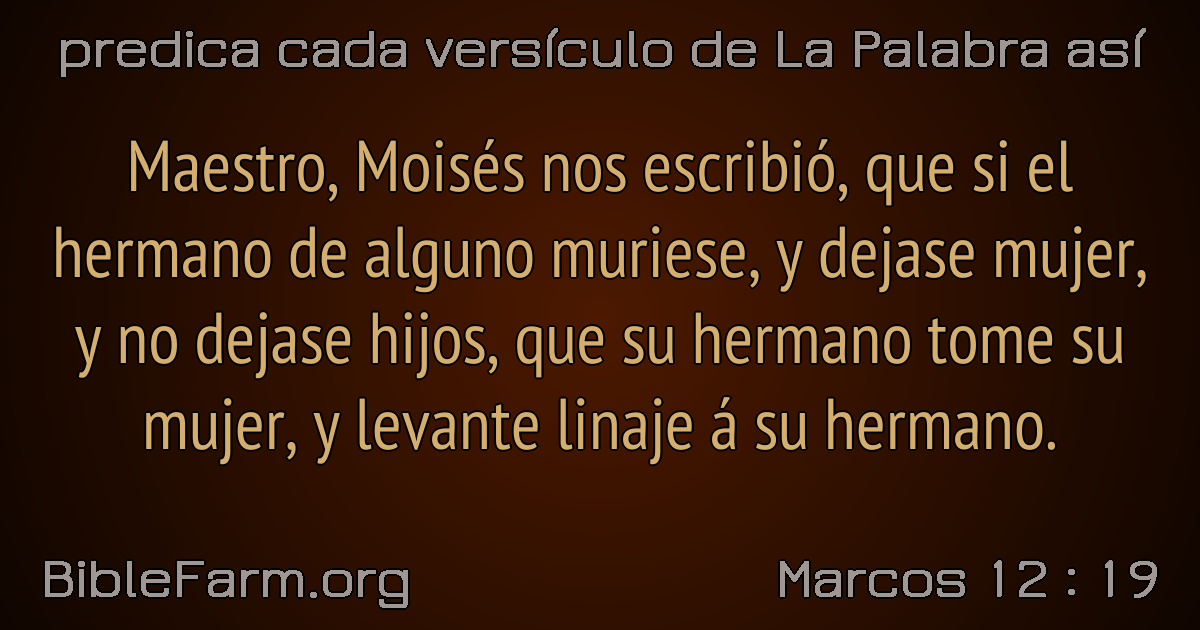 predica cada versículo de La Palabra así
Maestro, Moisés nos escribió, que si el
hermano de alguno muriese, y dejase mujer,
y no dejase hijos, que su hermano tome su
mujer, y levante linaje á su hermano.
BibleFarm.org
Marcos 12 : 19